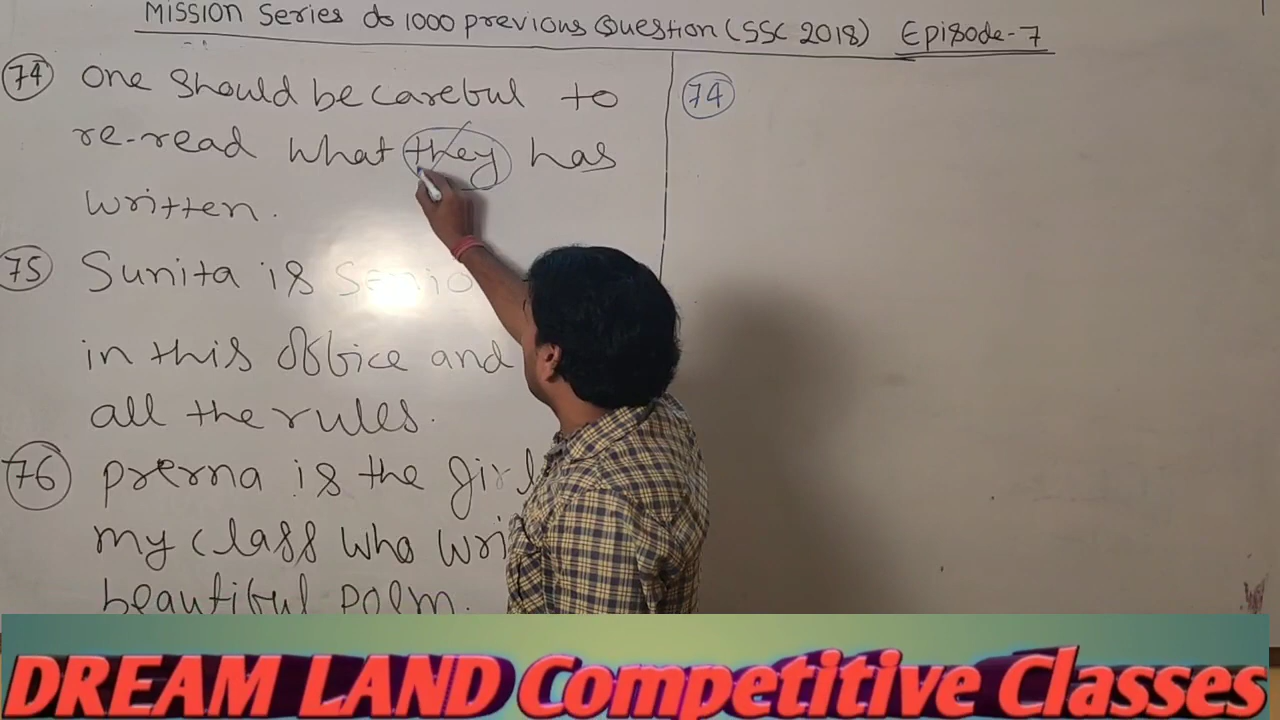 Mission Series do 1000 previous Question (SSC 2018) Episode-7
74 One should be careful to
re-read what they has
written.
75 Sunita is
in this office and
all the rules.
76 prerna is the girl
my class who
beautiful poem.
74
DREAM LAND Competitive Classes